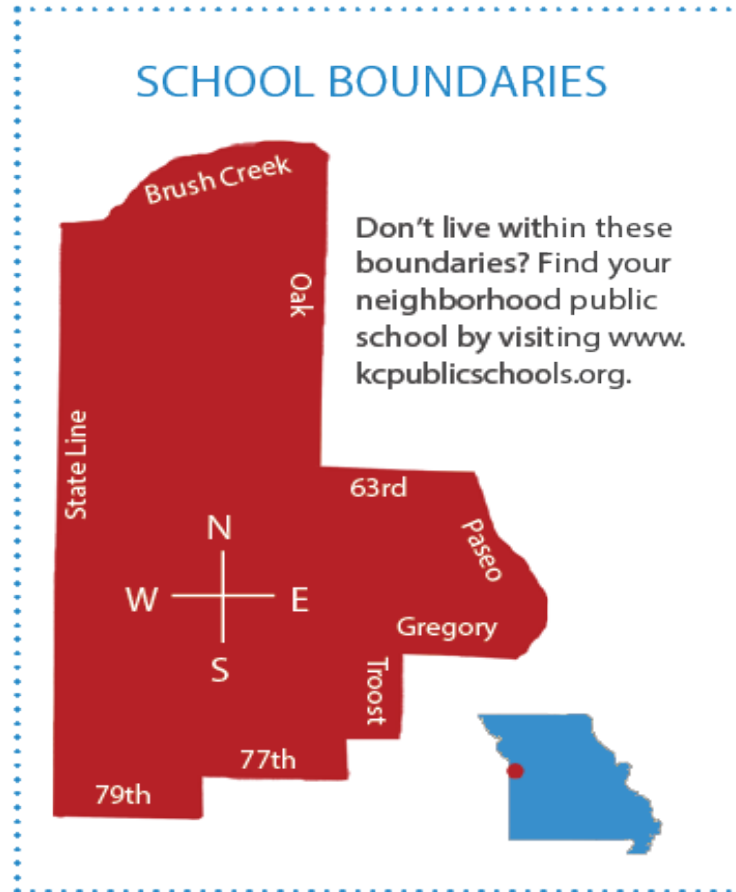 SCHOOL BOUNDARIES
Brush Creek
Don't live within these
boundaries? Find your
neighborhood public
school by visiting www.
kcpublicschools.org.
Oak
State Line
63rd
Paseo
N
W
E
S
Gregory
Troost
77th
79th